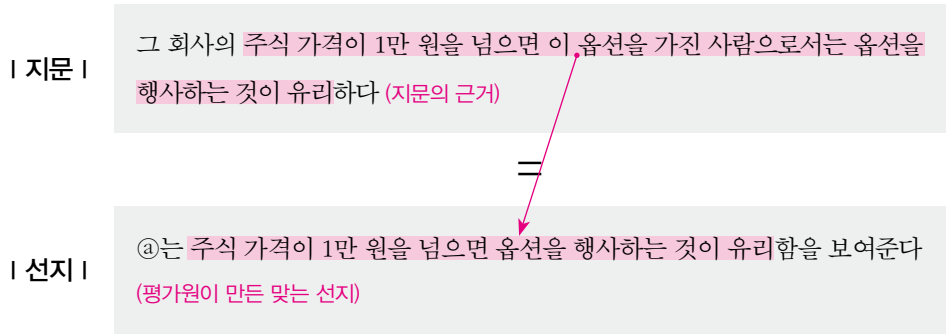 그 회사의 주식 가격이 1만 원을 넘으면 이 옵션을 가진 사람으로서는 옵션을
| 지문 |
행사하는 것이 유리하다 (지문의 근거)
=
ⓐ는 주식 가격이 1만 원을 넘으면 옵션을 행사하는 것이 유리함을 보여준다
| 선지 |
(평가원이 만든 맞는 선지)